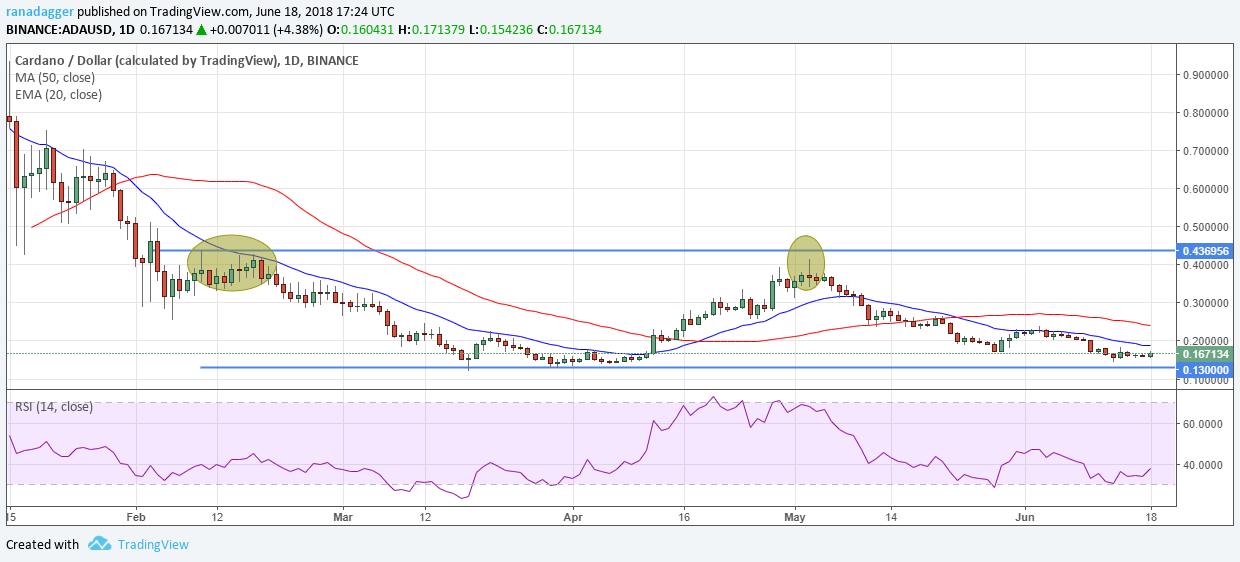 ranadagger published on TradingView.com, June 18, 2018 17:24 UTC
BINANCE:ADAUSD, 1D 0.167134 ▲ +0.007011 (+4.38%) O:0.160431 H:0.171379 L:0.154236 C:0.167134
Cardano / Dollar (calculated by TradingView), 1D, BINANCE
MA (50, close)
EMA (20, close)
0.900000
0.800000
0.700000
0.600000
0.500000
0.436956
0.400000
0.300000
0.200000
0.167134
0.130000
0.100000
RSI (14, close)
60.0000
40.0000
15 Feb 12 Mar 12 Apr 16 May 14 Jun 18
Created with TradingView